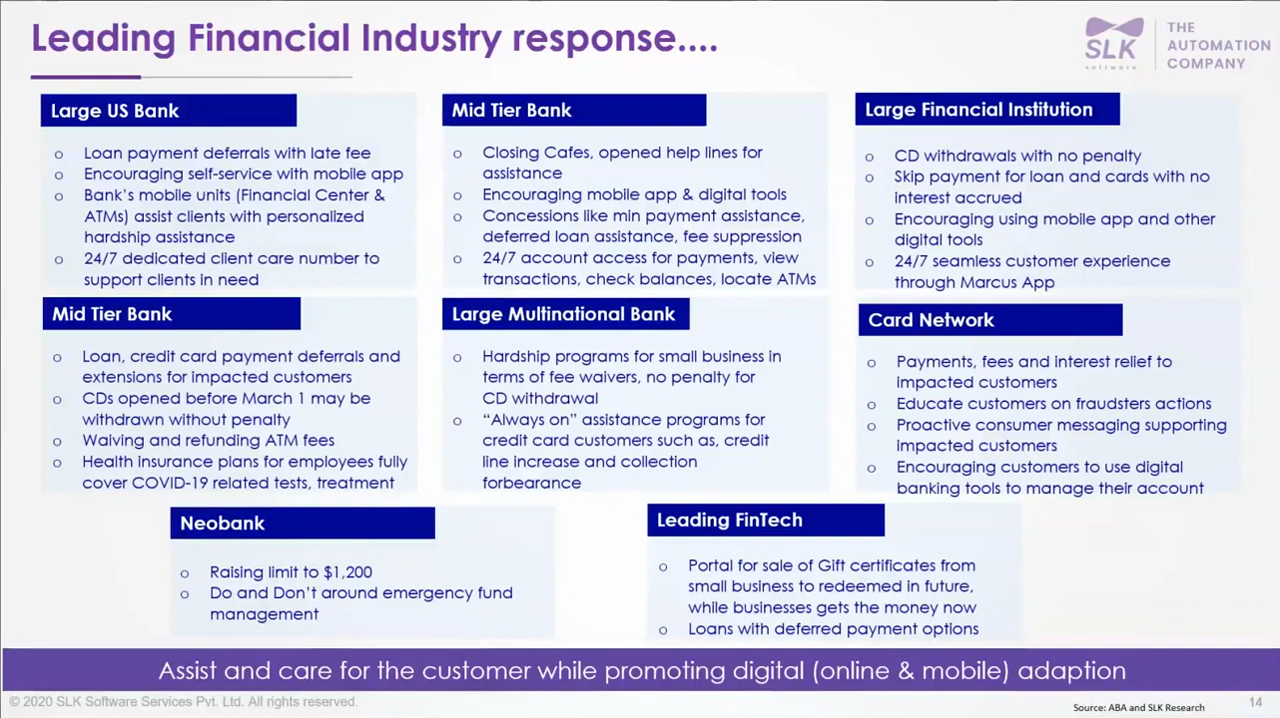 Leading Financial Industry response....
SLK
software
THE
AUTOMATION
COMPANY
Large US Bank
o Loan payment deferrals with late fee
o Encouraging self-service with mobile app
o Bank’s mobile units (Financial Center &
ATMs) assist clients with personalized
hardship assistance
o 24/7 dedicated client care number to
support clients in need
Mid Tier Bank
o Closing Cafes, opened help lines for
assistance
o Encouraging mobile app & digital tools
o Concessions like min payment assistance,
deferred loan assistance, fee suppression
o 24/7 account access for payments, view
transactions, check balances, locate ATMs
Large Financial Institution
o CD withdrawals with no penalty
o Skip payment for loan and cards with no
interest accrued
o Encouraging using mobile app and other
digital tools
o 24/7 seamless customer experience
through Marcus App
Mid Tier Bank
o Loan, credit card payment deferrals and
extensions for impacted customers
o CDs opened before March 1 may be
withdrawn without penalty
o Waiving and refunding ATM fees
o Health insurance plans for employees fully
cover COVID-19 related tests, treatment
Large Multinational Bank
o Hardship programs for small business in
terms of fee waivers, no penalty for
CD withdrawal
o “Always on” assistance programs for
credit card customers such as, credit
line increase and collection
forbearance
Card Network
o Payments, fees and interest relief to
impacted customers
o Educate customers on fraudsters actions
o Proactive consumer messaging supporting
impacted customers
o Encouraging customers to use digital
banking tools to manage their account
Neobank
o Raising limit to $1,200
o Do and Don’t around emergency fund
management
Leading FinTech
o Portal for sale of Gift certificates from
small business to redeemed in future,
while businesses gets the money now
o Loans with deferred payment options
Assist and care for the customer while promoting digital (online & mobile) adaption
© 2020 SLK Software Services Pvt. Ltd. All rights reserved.
Source: ABA and SLK Research
14